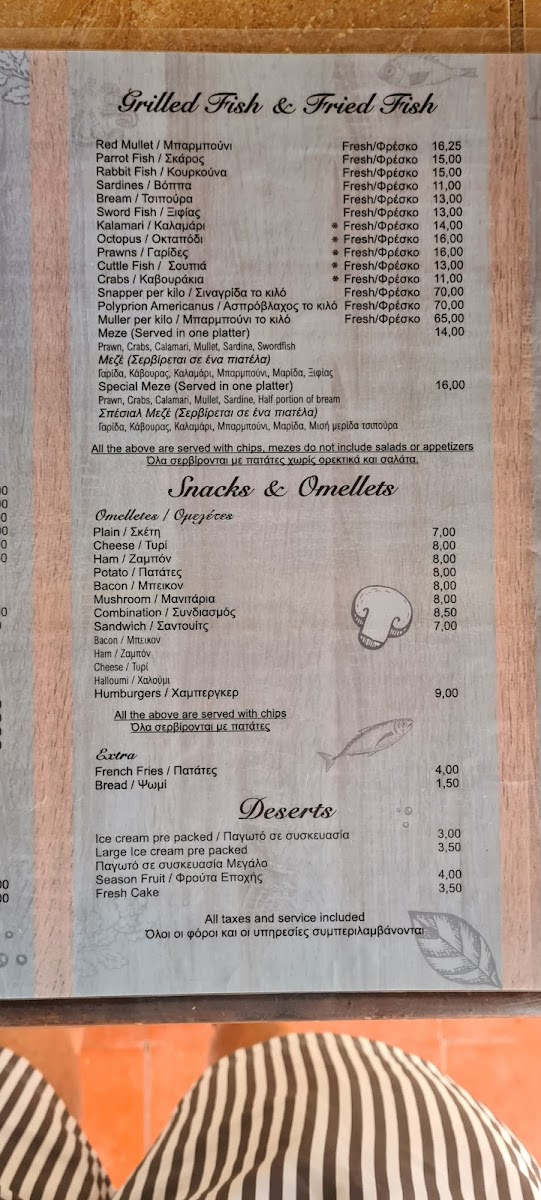 Grilled Fish & Fried Fish
Red Mullet / Μπαρμπούνι Fresh/Φρέσκο 16,25
Parrot Fish / Σκάρος Fresh/Φρέσκο 15,00
Rabbit Fish / Κουρκούνα Fresh/Φρέσκο 15,00
Sardines / Βόππα Fresh/Φρέσκο 11,00
Bream / Τσιπούρα Fresh/Φρέσκο 13,00
Sword Fish / Ξιφίας Fresh/Φρέσκο 13,00
Kalamari / Καλαμάρι * Fresh/Φρέσκο 14,00
Octopus / Οκταπόδι * Fresh/Φρέσκο 16,00
Prawns / Γαρίδες * Fresh/Φρέσκο 16,00
Cuttle Fish / Σουπιά * Fresh/Φρέσκο 13,00
Crabs / Καβουράκια * Fresh/Φρέσκο 11,00
Snapper per kilo / Σιναγρίδα το κιλό Fresh/Φρέσκο 70,00
Polyprion Americanus / Ασπρόβλαχος το κιλό Fresh/Φρέσκο 70,00
Muller per kilo / Μπαρμπούνι το κιλό Fresh/Φρέσκο 65,00
Meze (Served in one platter) 14,00
Prawn, Crabs, Calamari, Mullet, Sardine, Swordfish
Μεζέ (Σερβίρεται σε ένα πιατέλα)
Γαρίδα, Κάβουρας, Καλαμάρι, Μπαρμπούνι, Μαρίδα, Ξιφίας
Special Meze (Served in one platter) 16,00
Prawn, Crabs, Calamari, Mullet, Sardine, Half portion of bream
Σπέσιαλ Μεζέ (Σερβίρεται σε ένα πιατέλα)
Γαρίδα, Κάβουρας, Καλαμάρι, Μπαρμπούνι, Μαρίδα, Μισή μερίδα τσιπούρα
All the above are served with chips, mezes do not include salads or appetizers
Όλα σερβίρονται με πατάτες χωρίς ορεκτικά και σαλάτα.
Snacks & Omellets
Omelletes / Ομελέτες
Plain / Σκέτη 7,00
Cheese / Τυρί 8,00
Ham / Ζαμπόν 8,00
Potato / Πατάτες 8,00
Bacon / Μπεικον 8,00
Mushroom / Μανιτάρια 8,00
Combination / Συνδιασμός 8,50
Sandwich / Σαντουίτς 7,00
Bacon / Μπεικον
Ham / Ζαμπόν
Cheese / Τυρί
Halloumi / Χαλούμι
Humburgers / Χαμπεργκερ 9,00
All the above are served with chips
Όλα σερβίρονται με πατάτες
Extra
French Fries / Πατάτες 4,00
Bread / Ψωμί 1,50
Deserts
Ice cream pre packed / Παγωτό σε συσκευασία 3,00
Large Ice cream pre packed 3,50
Παγωτό σε συσκευασία Μεγάλο
Season Fruit / Φρούτα Εποχής 4,00
Fresh Cake 3,50
All taxes and service included
Όλοι οι φόροι και οι υπηρεσίες συμπεριλαμβάνονται